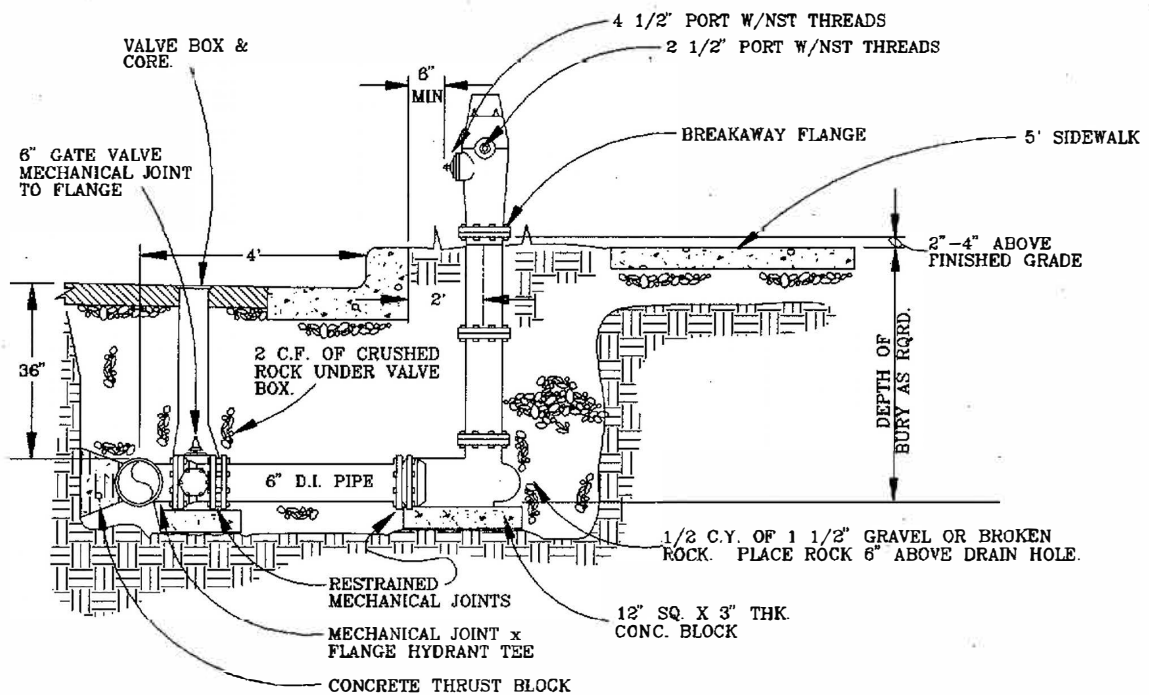 4 1/2" PORT W/NST THREADS
2 1/2" PORT W/NST THREADS
VALVE BOX &
CORE.
6"
MIN
BREAKAWAY FLANGE
5' SIDEWALK
6" GATE VALVE
MECHANICAL JOINT
TO FLANGE
4'
2"-4" ABOVE
FINISHED GRADE
2'
36"
2 C.F. OF CRUSHED
ROCK UNDER VALVE
BOX.
DEPTH OF
BURY AS RQRD.
6" D.I. PIPE
1/2 C.Y. OF 1 1/2" GRAVEL OR BROKEN
ROCK. PLACE ROCK 6" ABOVE DRAIN HOLE.
RESTRAINED
MECHANICAL JOINTS
12" SQ. X 3" THK.
CONC. BLOCK
MECHANICAL JOINT x
FLANGE HYDRANT TEE
CONCRETE THRUST BLOCK